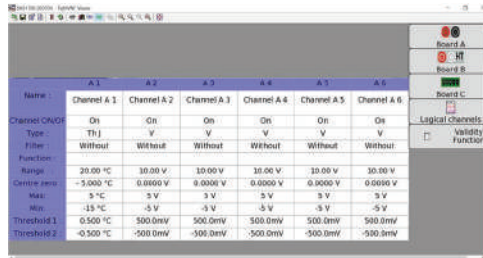 TightVNC Viewer
Board A
HT
Board B
Board C
Logical channels
Validity
Function
A 1 A 2 A 3 A 4 A 5 A 6
Name : Channel A 1 Channel A 2 Channel A 3 Channel A 4 Channel A 5 Channel A 6
Channel ON/OF On On On On On On
Type : Th J V V V V V
Filter : Without Without Without Without Without Without
Function :
Range : 20.00 °C 10.00 V 10.00 V 10.00 V 10.00 V 10.00 V
Centre zero : -5.000 °C 0.0000 V 0.0000 V 0.0000 V 0.0000 V 0.0000 V
Max: 5 °C 5 V 5 V 5 V 5 V 5 V
Min: -15 °C -5 V -5 V -5 V -5 V -5 V
Threshold 1 0.500 °C 500.0mV 500.0mV 500.0mV 500.0mV 500.0mV
Threshold 2 -0.500 °C -500.0mV -500.0mV -500.0mV -500.0mV -500.0mV